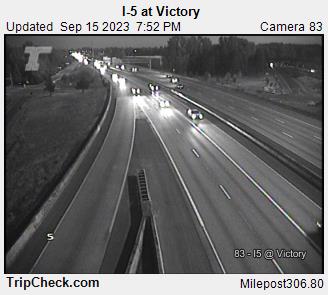 I-5 at Victory
Updated Sep 15 2023 7:52 PM Camera 83
S
83 - I5 @ Victory
TripCheck.com Milepost306.80